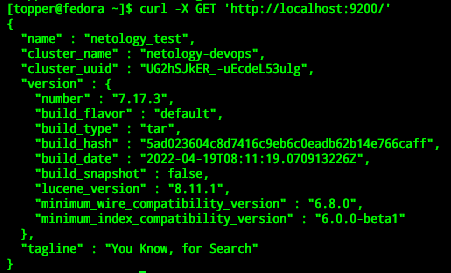 [topper@fedora ~]$ curl -X GET 'http://localhost:9200/'
{
  "name" : "netology_test",
  "cluster_name" : "netology-devops",
  "cluster_uuid" : "UG2hSJkER_-uEcdeL53ulg",
  "version" : {
    "number" : "7.17.3",
    "build_flavor" : "default",
    "build_type" : "tar",
    "build_hash" : "5ad023604c8d7416c9eb6c0eadb62b14e766caff",
    "build_date" : "2022-04-19T08:11:19.070913226Z",
    "build_snapshot" : false,
    "lucene_version" : "8.11.1",
    "minimum_wire_compatibility_version" : "6.8.0",
    "minimum_index_compatibility_version" : "6.0.0-beta1"
  },
  "tagline" : "You Know, for Search"
}